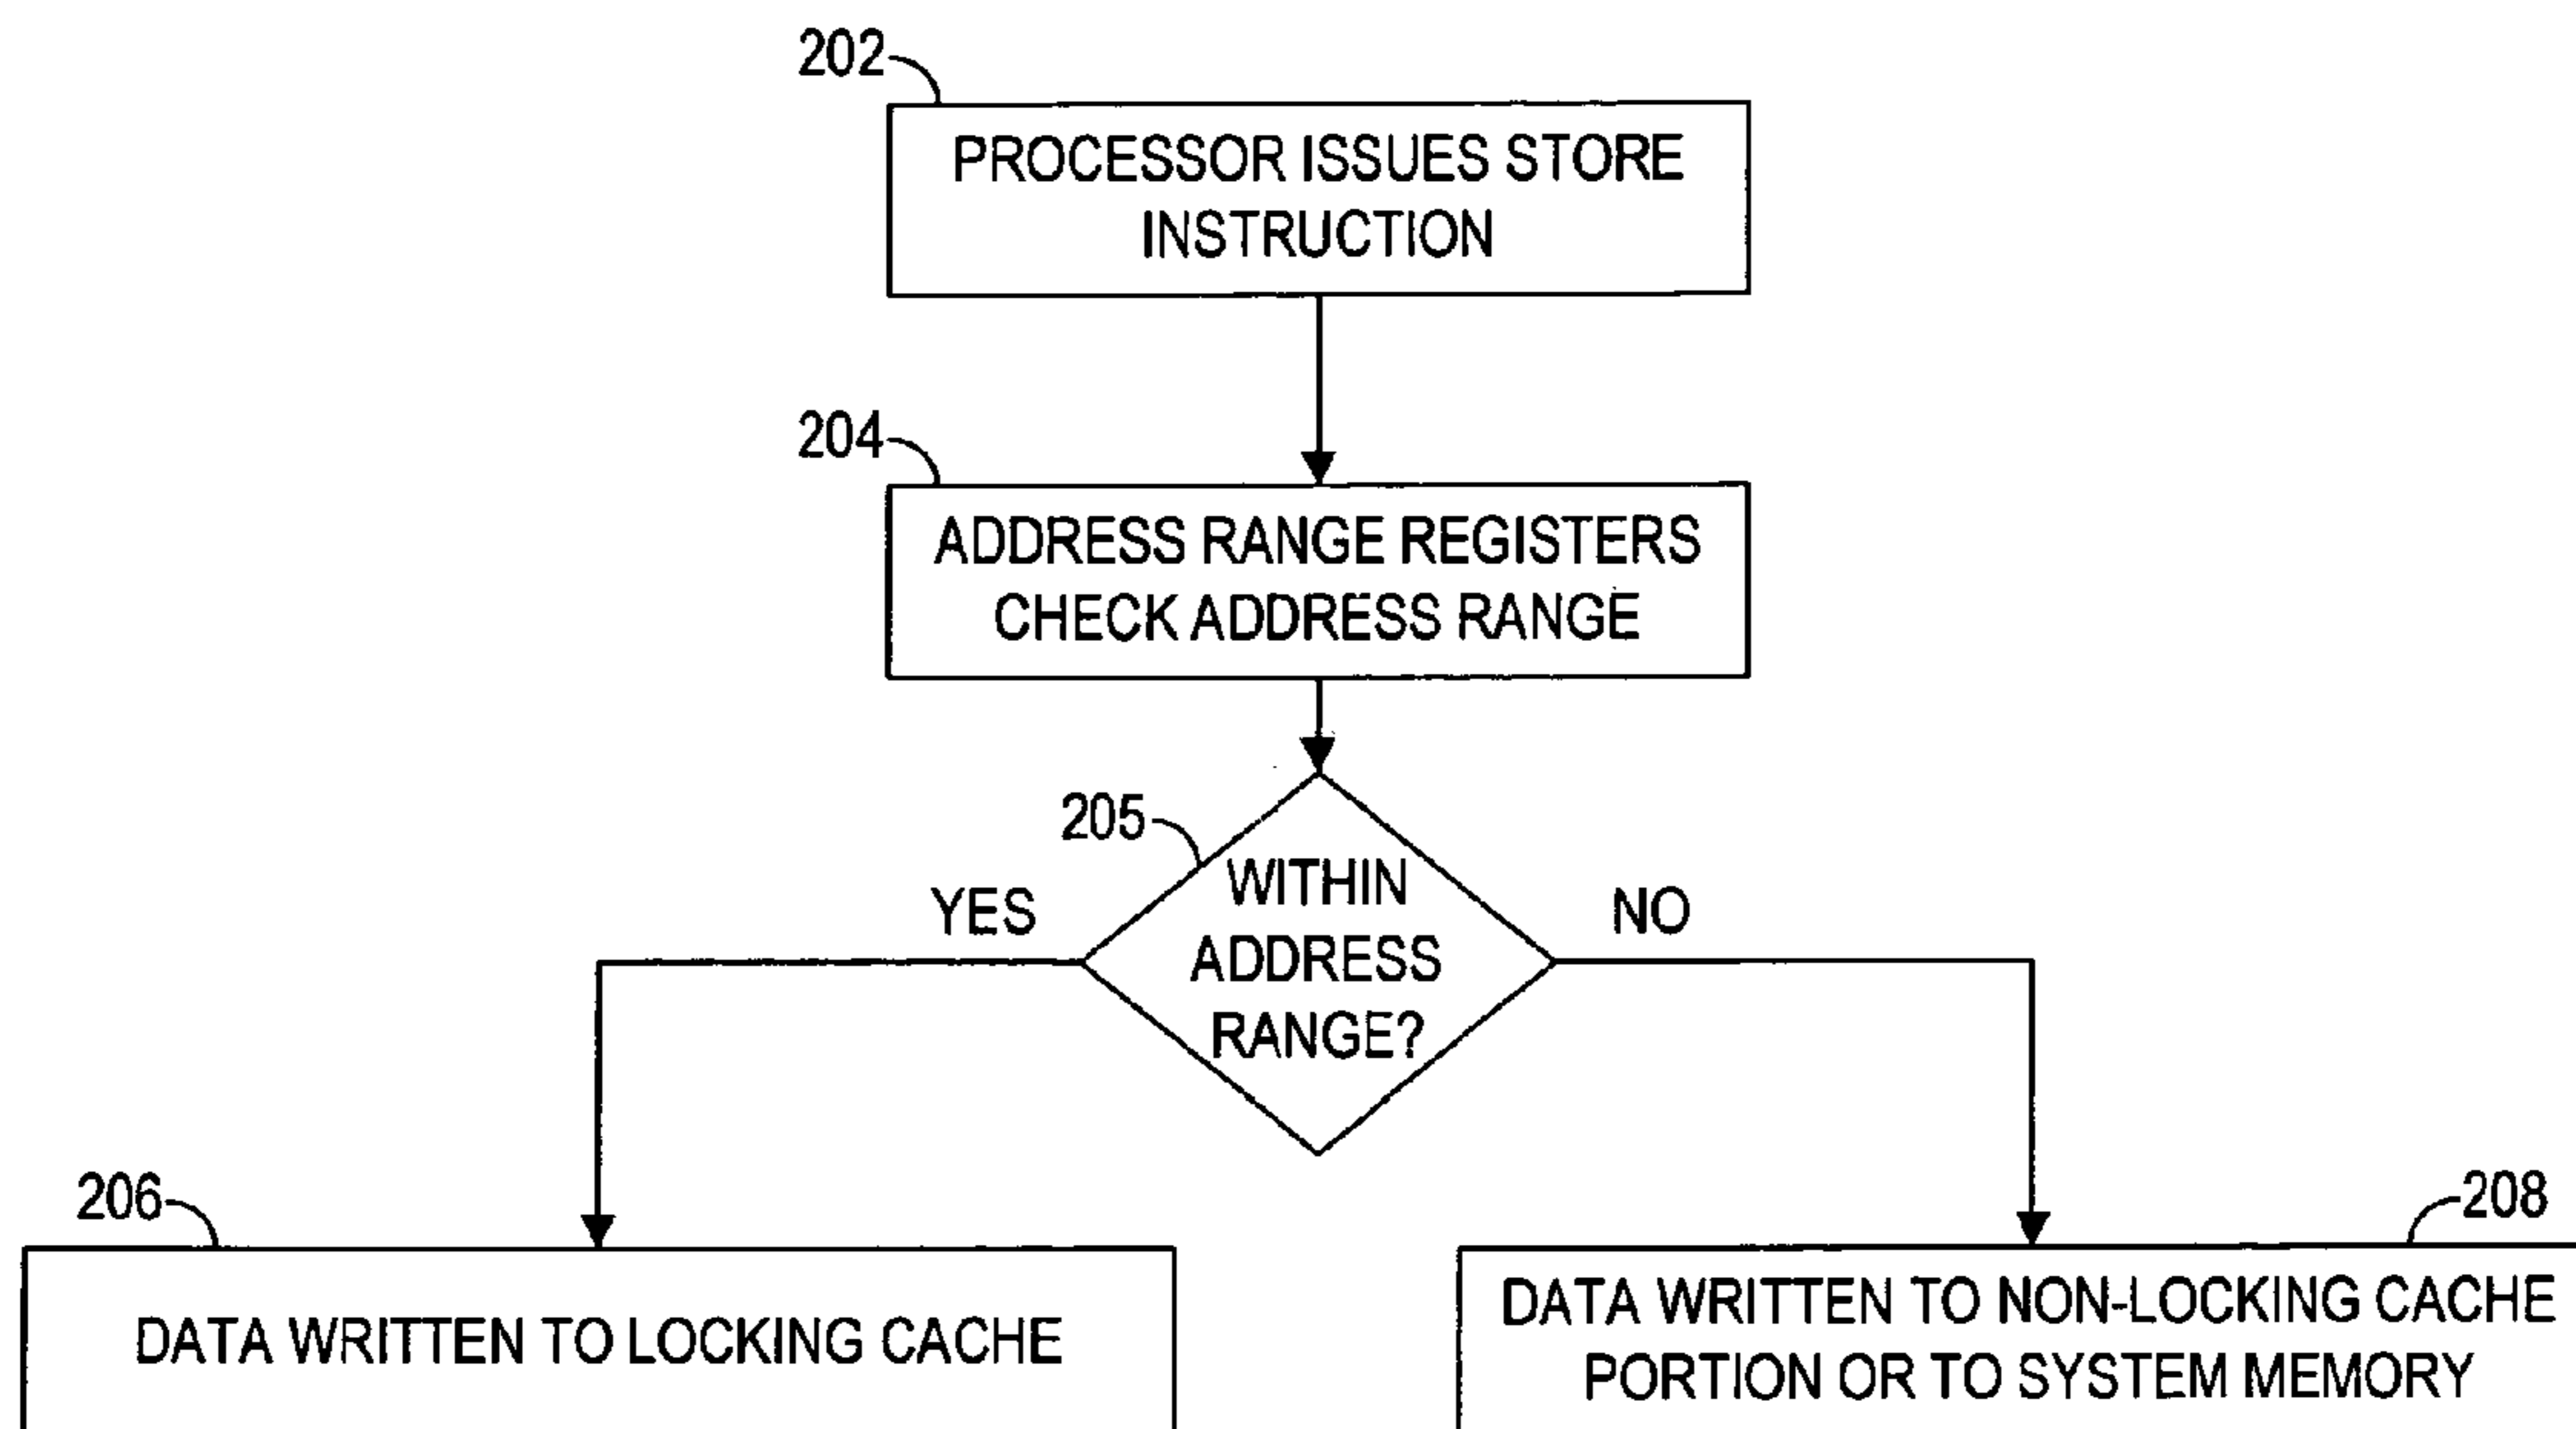 202
PROCESSOR ISSUES STORE
INSTRUCTION
204
ADDRESS RANGE REGISTERS
CHECK ADDRESS RANGE
205
WITHIN
ADDRESS
RANGE?
YES
NO
206
DATA WRITTEN TO LOCKING CACHE
208
DATA WRITTEN TO NON-LOCKING CACHE
PORTION OR TO SYSTEM MEMORY